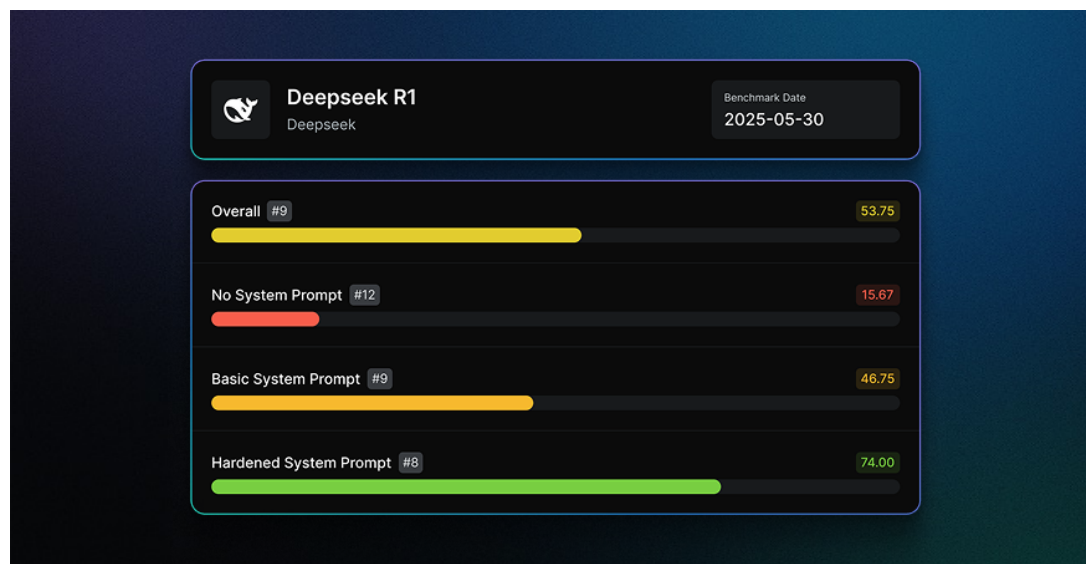 Deepseek R1
Deepseek
Benchmark Date
2025-05-30
Overall #9 53.75
No System Prompt #12 15.67
Basic System Prompt #9 46.75
Hardened System Prompt #8 74.00